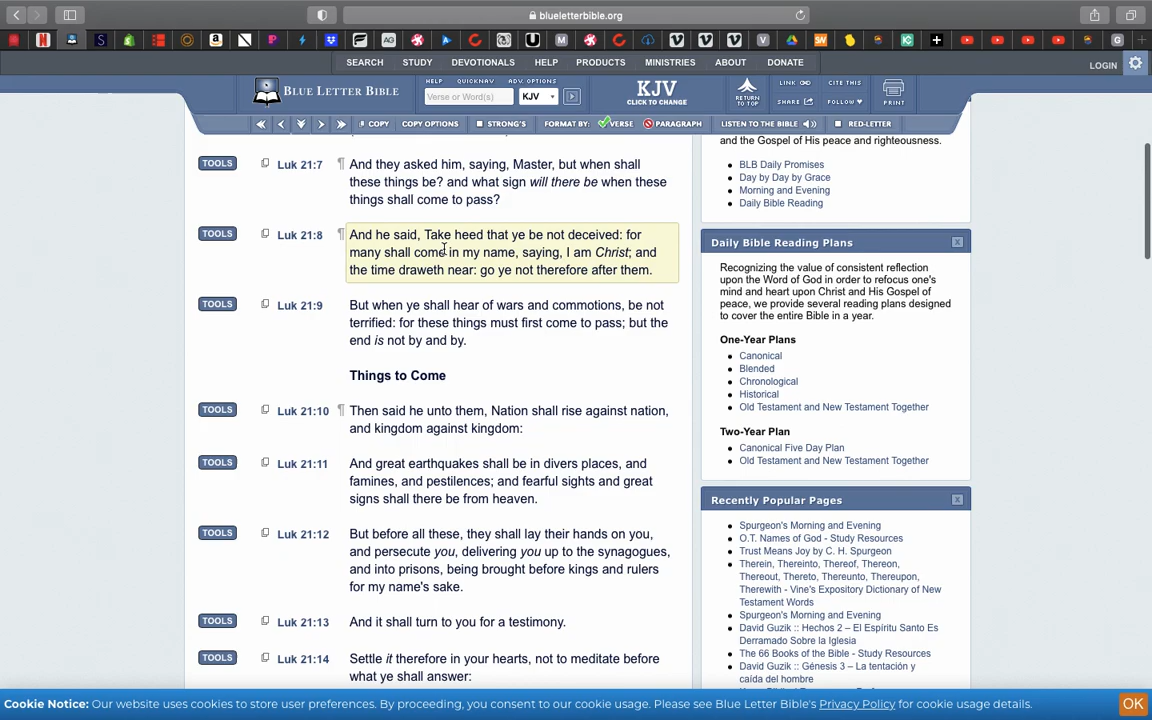 blueletterbible.org
SEARCH STUDY DEVOTIONALS HELP PRODUCTS MINISTRIES ABOUT DONATE
LOGIN
BLUE LETTER BIBLE
HELP QUICKNAV ADV. OPTIONS
Verse or Word(s) KJV
KJV
CLICK TO CHANGE
RETURN TO TOP
LINK CITE THIS
SHARE FOLLOW
PRINT
COPY COPY OPTIONS STRONG'S FORMAT BY: VERSE PARAGRAPH LISTEN TO THE BIBLE RED-LETTER
TOOLS Luk 21:7 ¶ And they asked him, saying, Master, but when shall
these things be? and what sign will there be when these
things shall come to pass?
TOOLS Luk 21:8 ¶ And he said, Take heed that ye be not deceived: for
many shall come in my name, saying, I am Christ; and
the time draweth near: go ye not therefore after them.
TOOLS Luk 21:9 But when ye shall hear of wars and commotions, be not
terrified: for these things must first come to pass; but the
end is not by and by.
Things to Come
TOOLS Luk 21:10 ¶ Then said he unto them, Nation shall rise against nation,
and kingdom against kingdom:
TOOLS Luk 21:11 And great earthquakes shall be in divers places, and
famines, and pestilences; and fearful sights and great
signs shall there be from heaven.
TOOLS Luk 21:12 But before all these, they shall lay their hands on you,
and persecute you, delivering you up to the synagogues,
and into prisons, being brought before kings and rulers
for my name's sake.
TOOLS Luk 21:13 And it shall turn to you for a testimony.
TOOLS Luk 21:14 Settle it therefore in your hearts, not to meditate before
what ye shall answer:
and the Gospel of His peace and righteousness.
BLB Daily Promises
Day by Day by Grace
Morning and Evening
Daily Bible Reading
Daily Bible Reading Plans
Recognizing the value of consistent reflection
upon the Word of God in order to refocus one's
mind and heart upon Christ and His Gospel of
peace, we provide several reading plans designed
to cover the entire Bible in a year.
One-Year Plans
Canonical
Blended
Chronological
Historical
Old Testament and New Testament Together
Two-Year Plan
Canonical Five Day Plan
Old Testament and New Testament Together
Recently Popular Pages
Spurgeon's Morning and Evening
O.T. Names of God - Study Resources
Trust Means Joy by C. H. Spurgeon
Therein, Thereinto, Thereof, Thereon,
Thereout, Thereto, Thereunto, Thereupon,
Therewith - Vine's Expository Dictionary of New
Testament Words
Spurgeon's Morning and Evening
David Guzik :: Hechos 2 – El Espíritu Santo Es
Derramado Sobre la Iglesia
The 66 Books of the Bible - Study Resources
David Guzik :: Génesis 3 – La tentación y
caída del hombre
Cookie Notice: Our website uses cookies to store user preferences. By proceeding, you consent to our cookie usage. Please see Blue Letter Bible's Privacy Policy for cookie usage details. OK